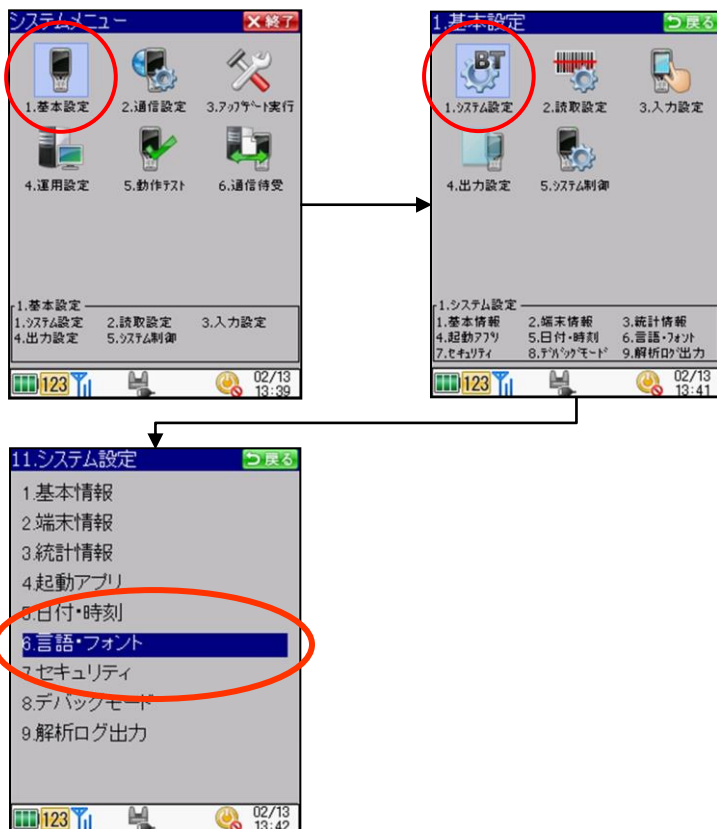 システムメニュー
×終了
1.基本設定 2.通信設定 3.ｱｯﾌﾟﾃﾞｰﾄ実行
4.運用設定 5.動作ﾃｽﾄ 6.通信待受
1.基本設定
1.ｼｽﾃﾑ設定 2.読取設定 3.入力設定
4.出力設定 5.ｼｽﾃﾑ制御
123 02/13
13:39
1.基本設定
戻る
BT
1.ｼｽﾃﾑ設定 2.読取設定 3.入力設定
4.出力設定 5.ｼｽﾃﾑ制御
1.ｼｽﾃﾑ設定
1.基本情報 2.端末情報 3.統計情報
4.起動ｱﾌﾟﾘ 5.日付･時刻 6.言語･ﾌｫﾝﾄ
7.ｾｷｭﾘﾃｨ 8.ﾃﾞﾊﾞｯｸﾞﾓｰﾄﾞ 9.解析ﾛｸﾞ出力
123 02/13
13:41
11.システム設定
戻る
1.基本情報
2.端末情報
3.統計情報
4.起動アプリ
5.日付・時刻
6.言語・フォント
7.セキュリティ
8.デバッグモード
9.解析ログ出力
123 02/13
13:42